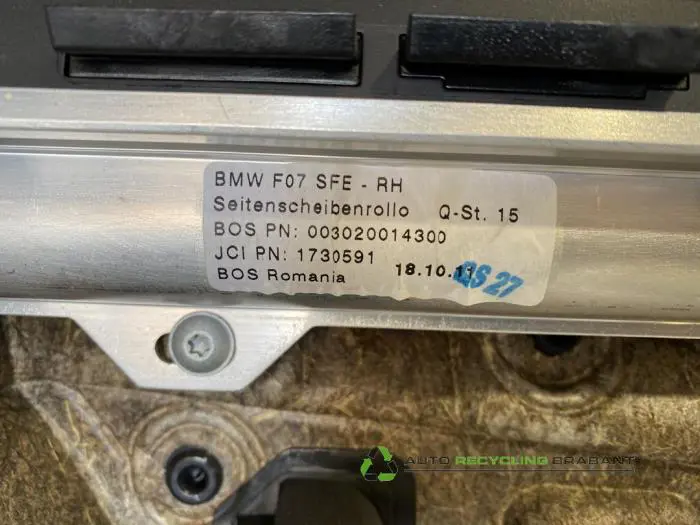 BMW F07 SFE - RH
Seitenscheibenrollo Q-St. 15
BOS PN: 003020014300
JCI PN: 1730591 18.10.11
BOS Romania QS 27
AUTO RECYCLING BRABANT